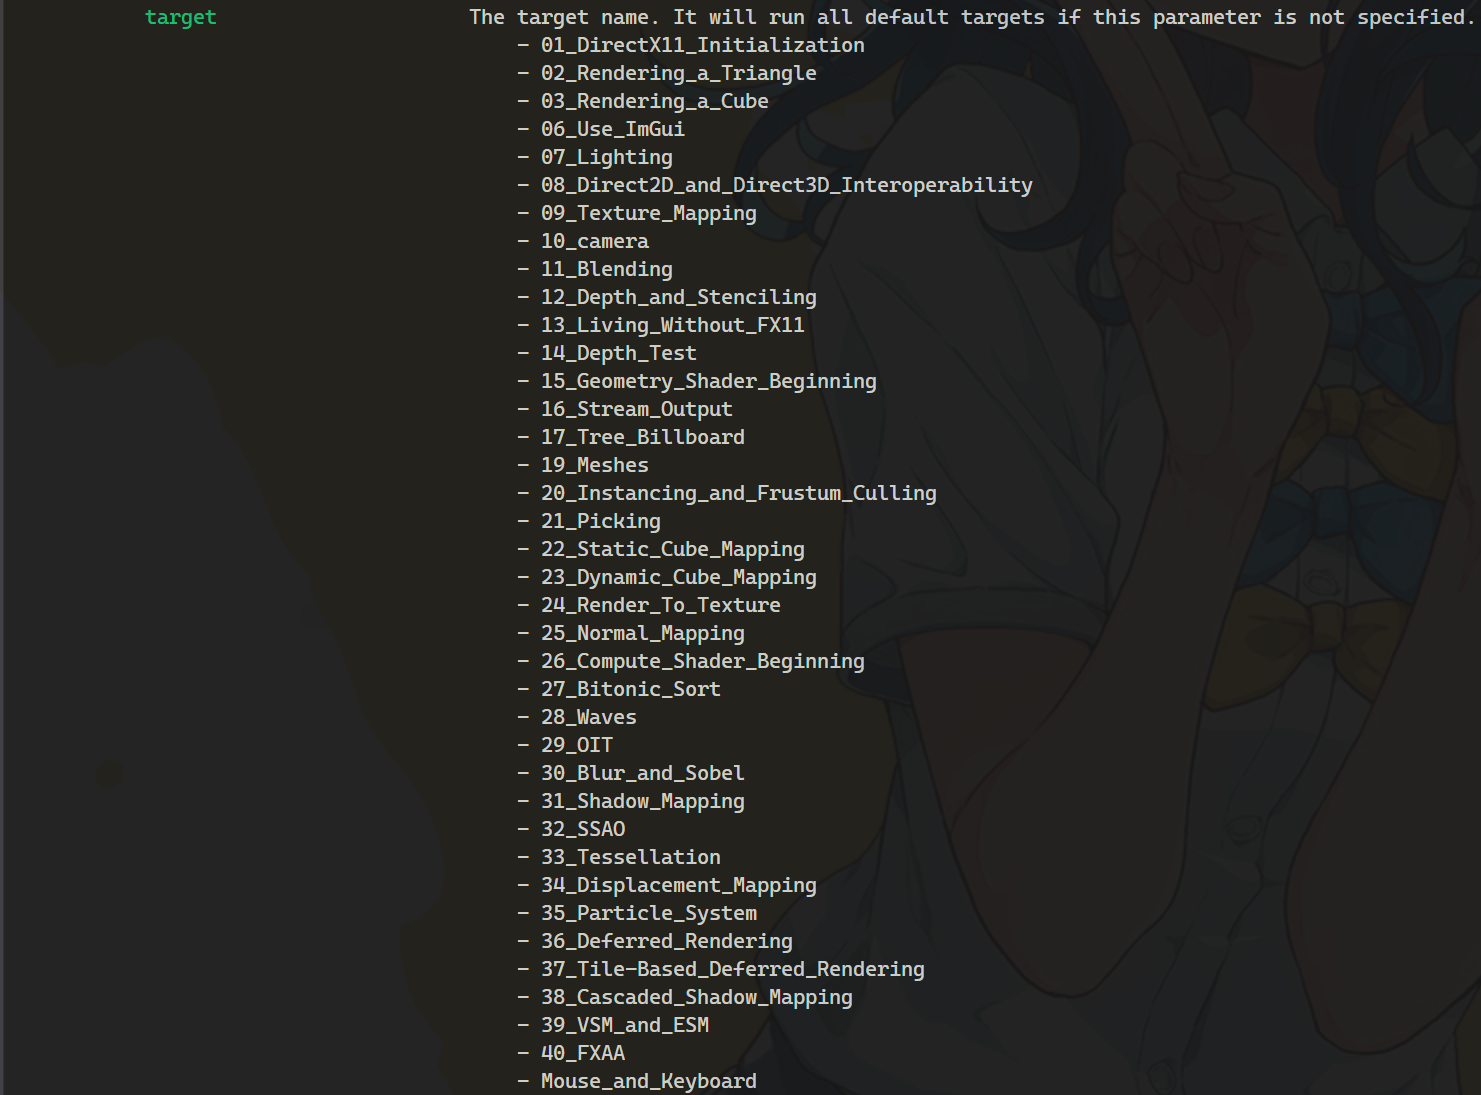 target The target name. It will run all default targets if this parameter is not specified.
- 01_DirectX11_Initialization
- 02_Rendering_a_Triangle
- 03_Rendering_a_Cube
- 06_Use_ImGui
- 07_Lighting
- 08_Direct2D_and_Direct3D_Interoperability
- 09_Texture_Mapping
- 10_camera
- 11_Blending
- 12_Depth_and_Stenciling
- 13_Living_Without_FX11
- 14_Depth_Test
- 15_Geometry_Shader_Beginning
- 16_Stream_Output
- 17_Tree_Billboard
- 19_Meshes
- 20_Instancing_and_Frustum_Culling
- 21_Picking
- 22_Static_Cube_Mapping
- 23_Dynamic_Cube_Mapping
- 24_Render_To_Texture
- 25_Normal_Mapping
- 26_Compute_Shader_Beginning
- 27_Bitonic_Sort
- 28_Waves
- 29_OIT
- 30_Blur_and_Sobel
- 31_Shadow_Mapping
- 32_SSAO
- 33_Tessellation
- 34_Displacement_Mapping
- 35_Particle_System
- 36_Deferred_Rendering
- 37_Tile-Based_Deferred_Rendering
- 38_Cascaded_Shadow_Mapping
- 39_VSM_and_ESM
- 40_FXAA
- Mouse_and_Keyboard